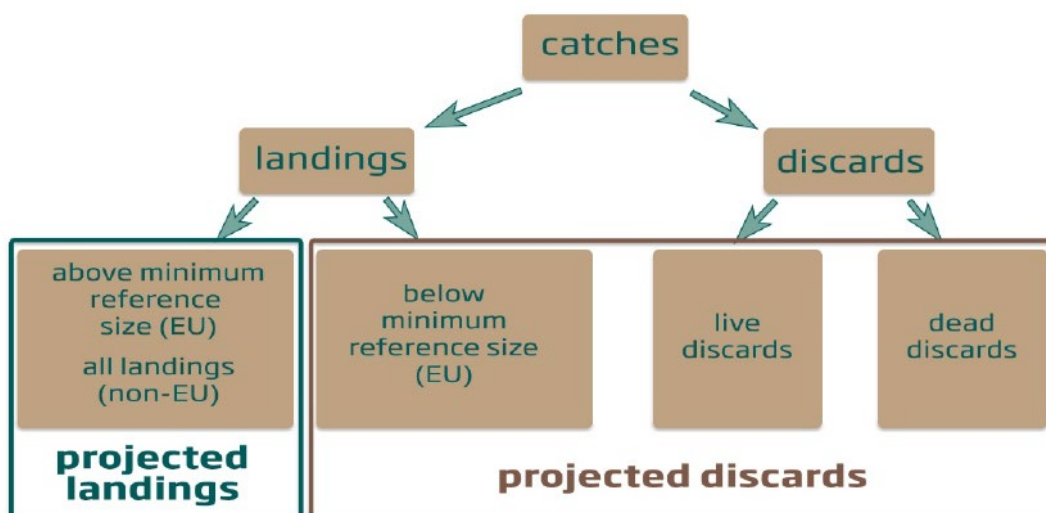 catches
landings
discards
above minimum
reference
size (EU)
all landings
(non-EU)
below
minimum
reference size
(EU)
live
discards
dead
discards
projected
landings
projected discards